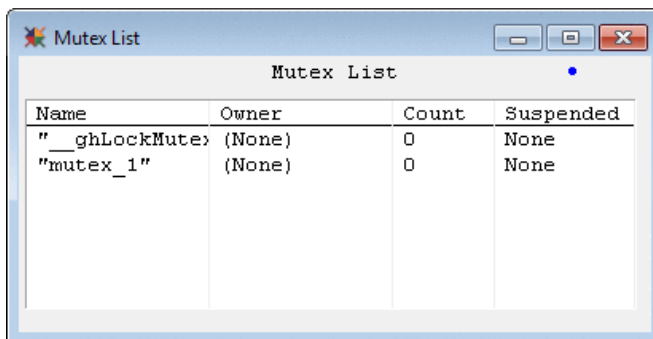 Mutex List
Mutex List
Name Owner Count Suspended
"__ghLockMutex (None) 0 None
"mutex_1" (None) 0 None